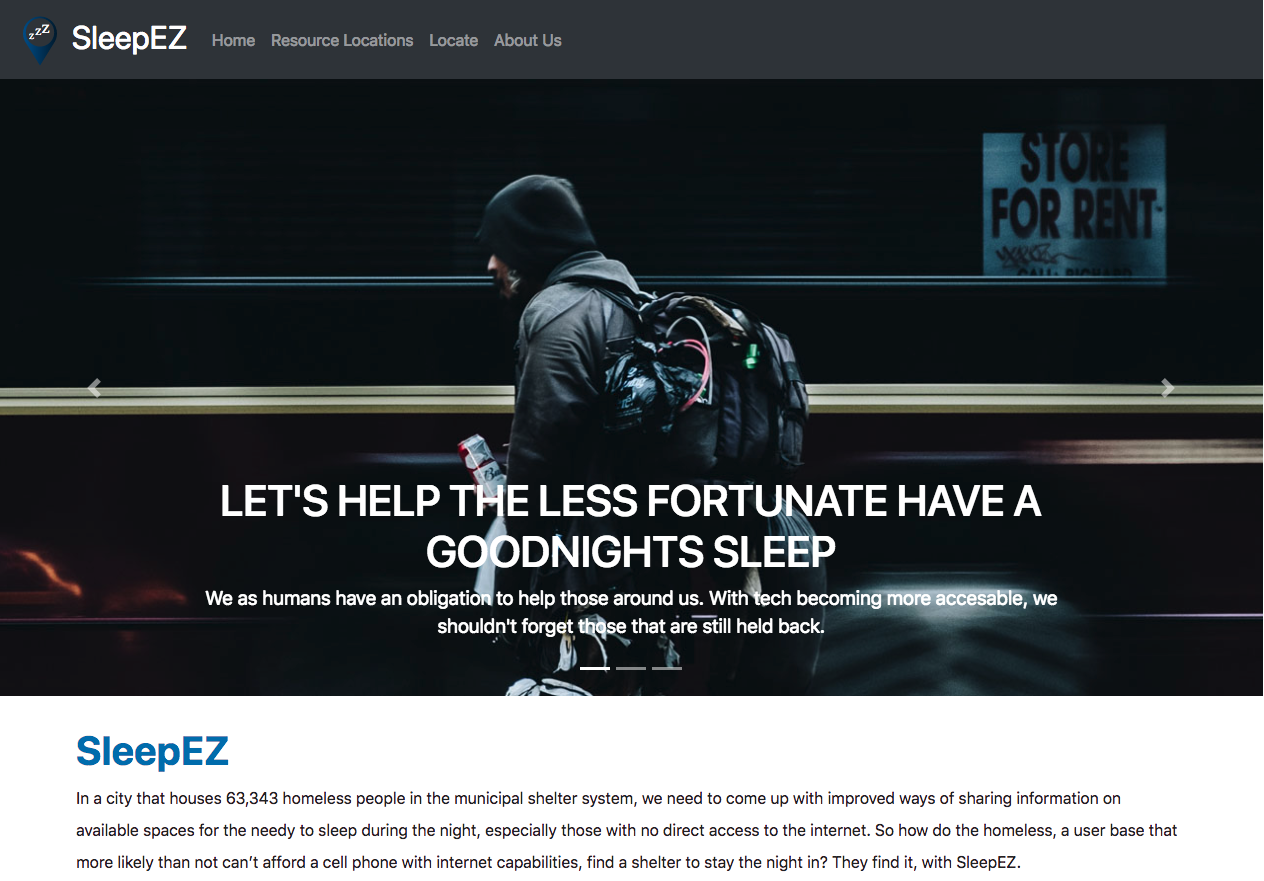 zzZ
SleepEZ Home Resource Locations Locate About Us
STORE
FOR RENT
CALL: RICHARD
LET'S HELP THE LESS FORTUNATE HAVE A
GOODNIGHTS SLEEP
We as humans have an obligation to help those around us. With tech becoming more accesable, we
shouldn't forget those that are still held back.
SleepEZ
In a city that houses 63,343 homeless people in the municipal shelter system, we need to come up with improved ways of sharing information on
available spaces for the needy to sleep during the night, especially those with no direct access to the internet. So how do the homeless, a user base that
more likely than not can’t afford a cell phone with internet capabilities, find a shelter to stay the night in? They find it, with SleepEZ.